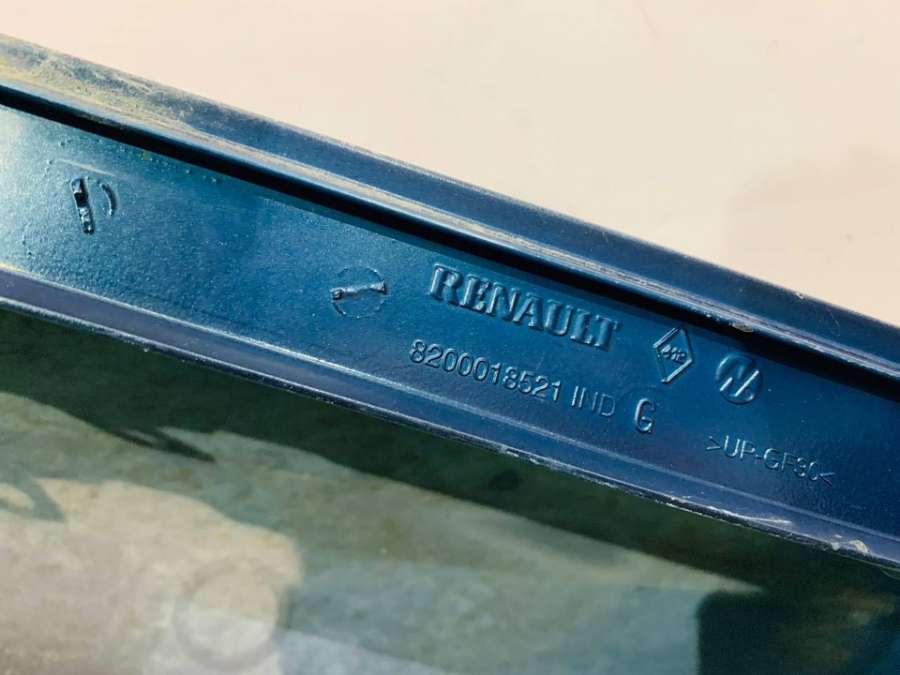 RENAULT
8200018521 IND G
>UP-GF30<